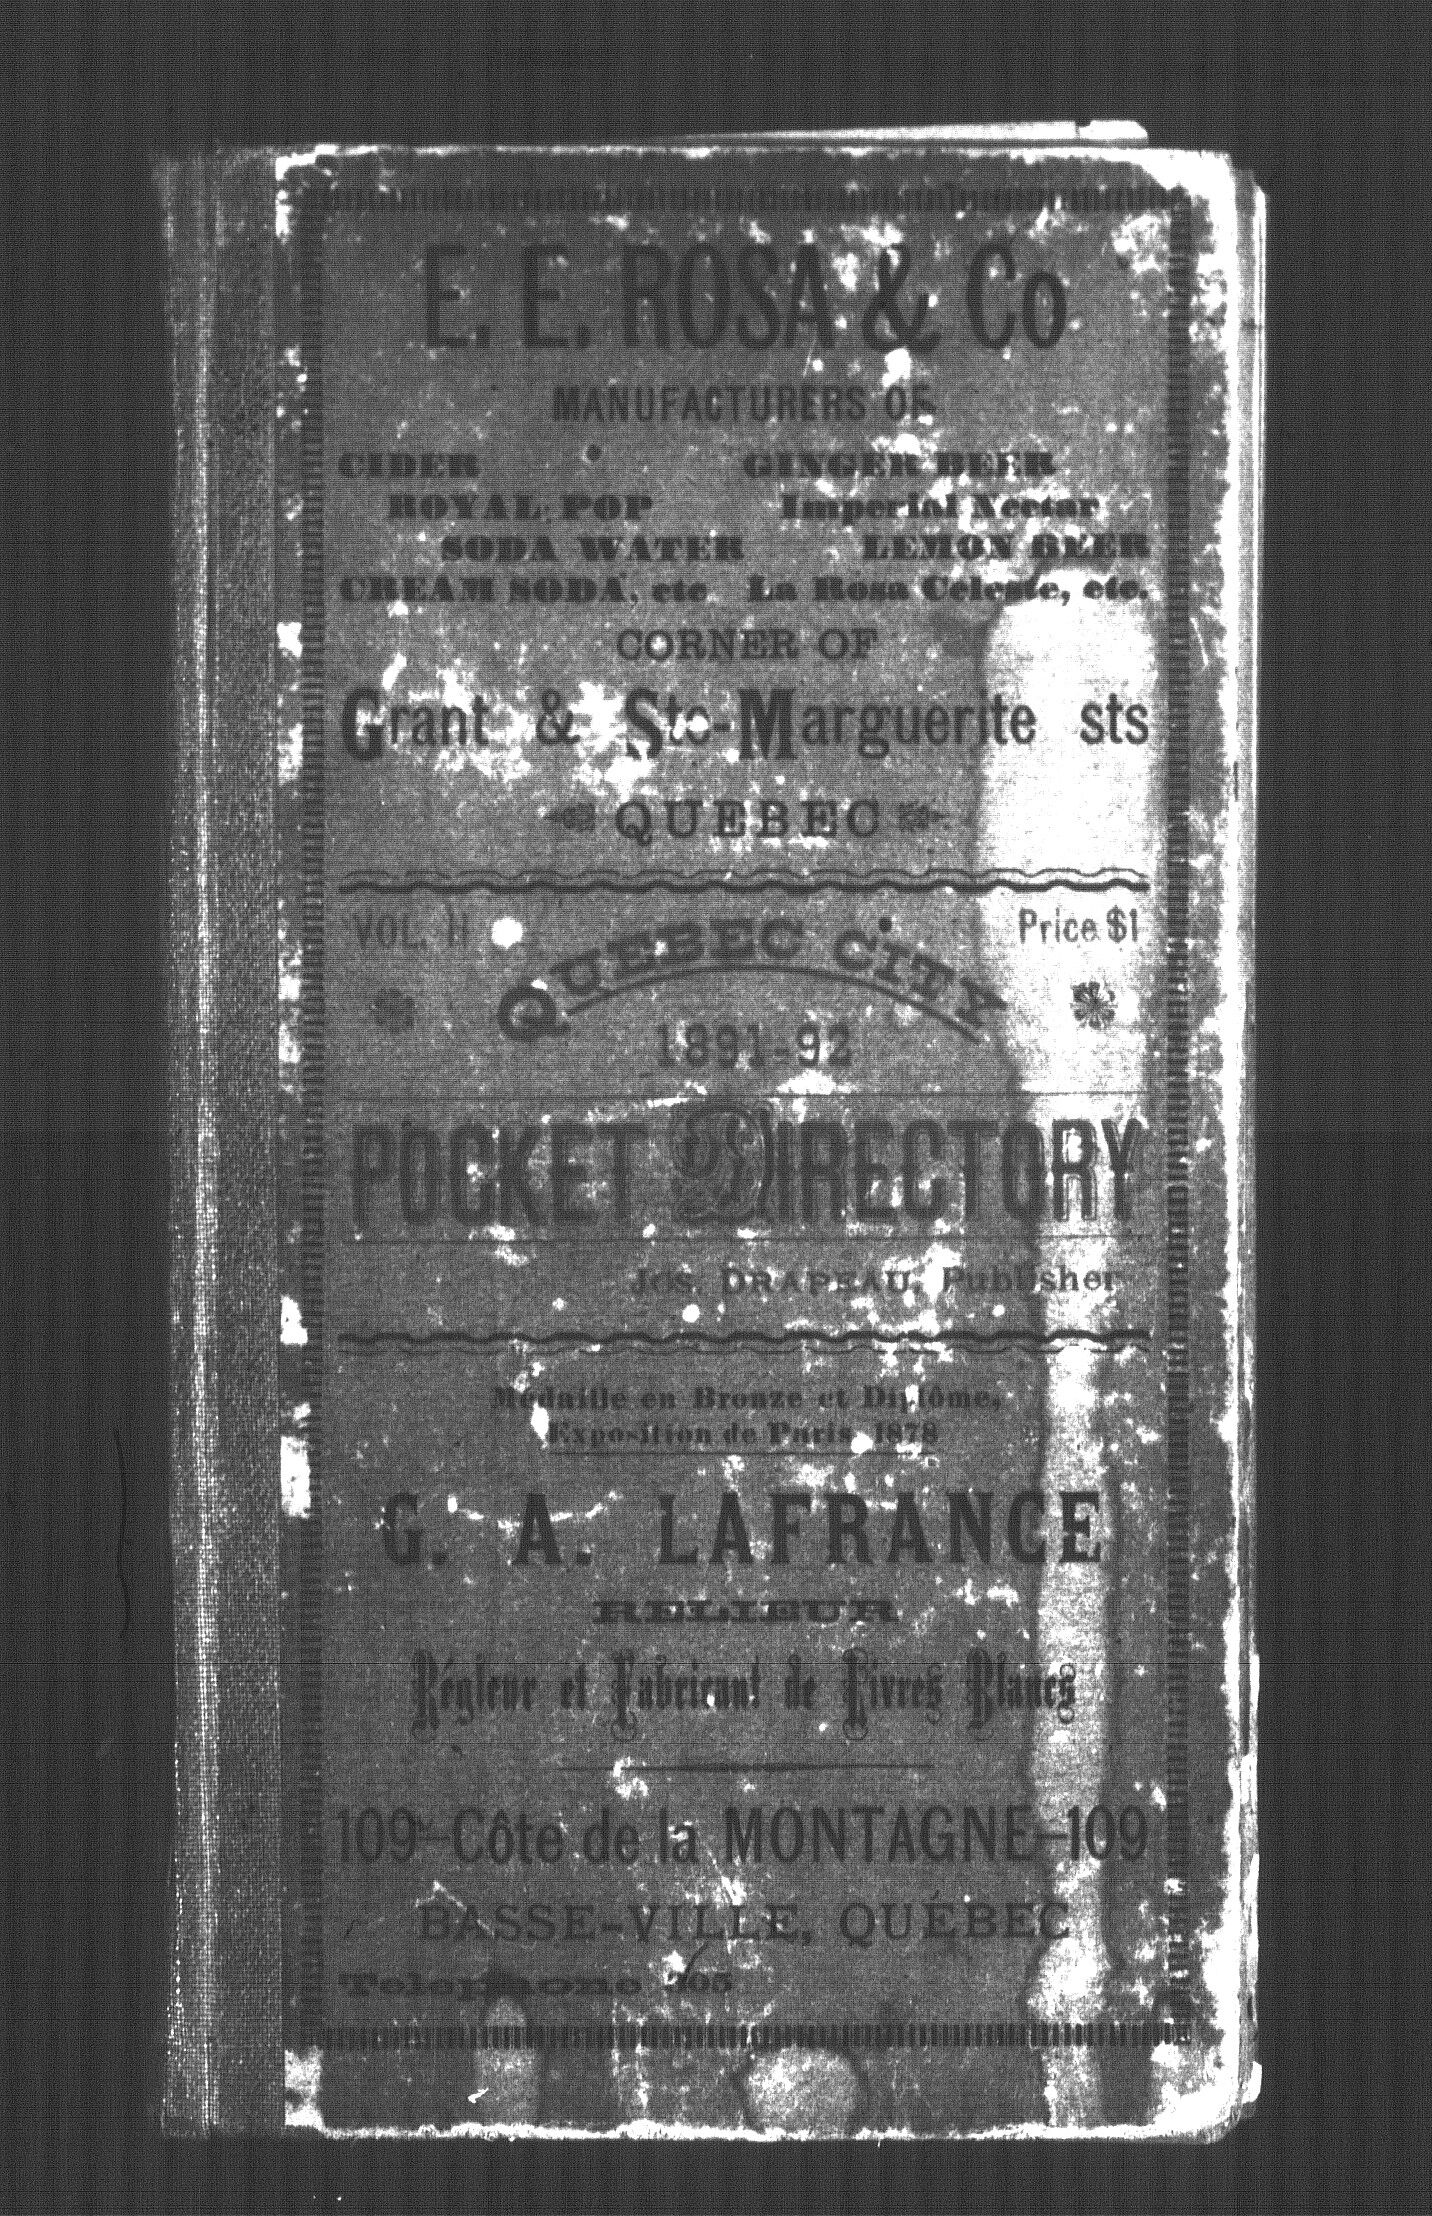 E. E. ROSA & Co
MANUFACTURERS OF
CIDER GINGER BEER
ROYAL POP Imperial Nectar
SODA WATER LEMON BEER
CREAM SODA, etc La Rosa Celeste, etc.
CORNER OF
Grant & Ste-Marguerite sts
QUEBEC
VOL. II Price $1
QUEBEC CITY
1891-92
POCKET DIRECTORY
JOS. DRAPEAU, Publisher
Médaille en Bronze et Diplôme,
Exposition de Paris, 1878
G. A. LAFRANCE
RELIEUR
Régleur et Fabricant de Livres Blancs
109-Côte de la MONTAGNE-109
BASSE-VILLE, QUÉBEC
Telephone